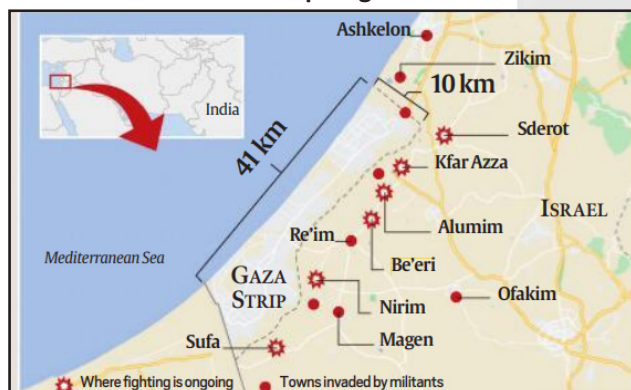 Ashkelon
Zikim
10 km
India
41 km
Sderot
Kfar Azza
ISRAEL
Alumim
Re'im
Mediterranean Sea
Be'eri
GAZA
STRIP
Ofakim
Nirim
Magen
Sufa
Where fighting is ongoing
Towns invaded by militants